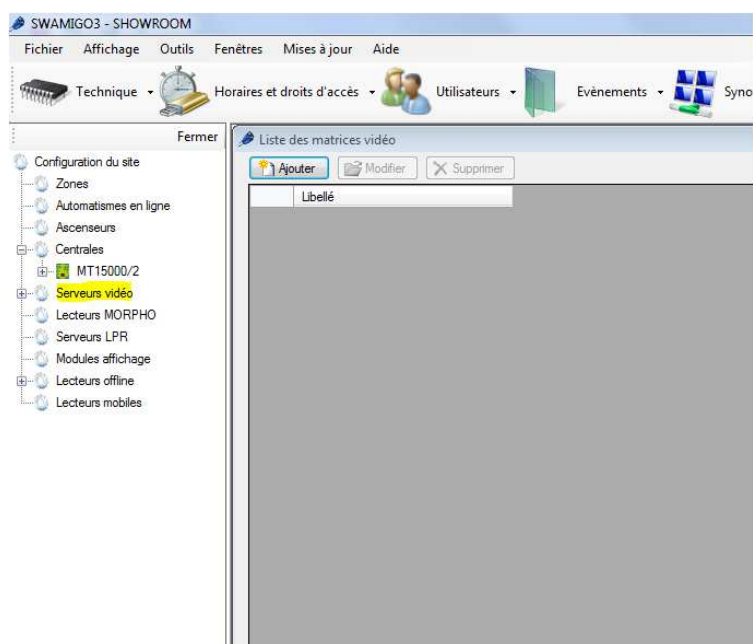 SWAMIGO3 - SHOWROOM
Fichier Affichage Outils Fenêtres Mises à jour Aide
Technique Horaires et droits d'accès Utilisateurs Evènements Syno
Fermer
Liste des matrices vidéo
Ajouter Modifier Supprimer
Libellé
Configuration du site
Zones
Automatismes en ligne
Ascenseurs
Centrales
MT15000/2
Serveurs vidéo
Lecteurs MORPHO
Serveurs LPR
Modules affichage
Lecteurs offline
Lecteurs mobiles